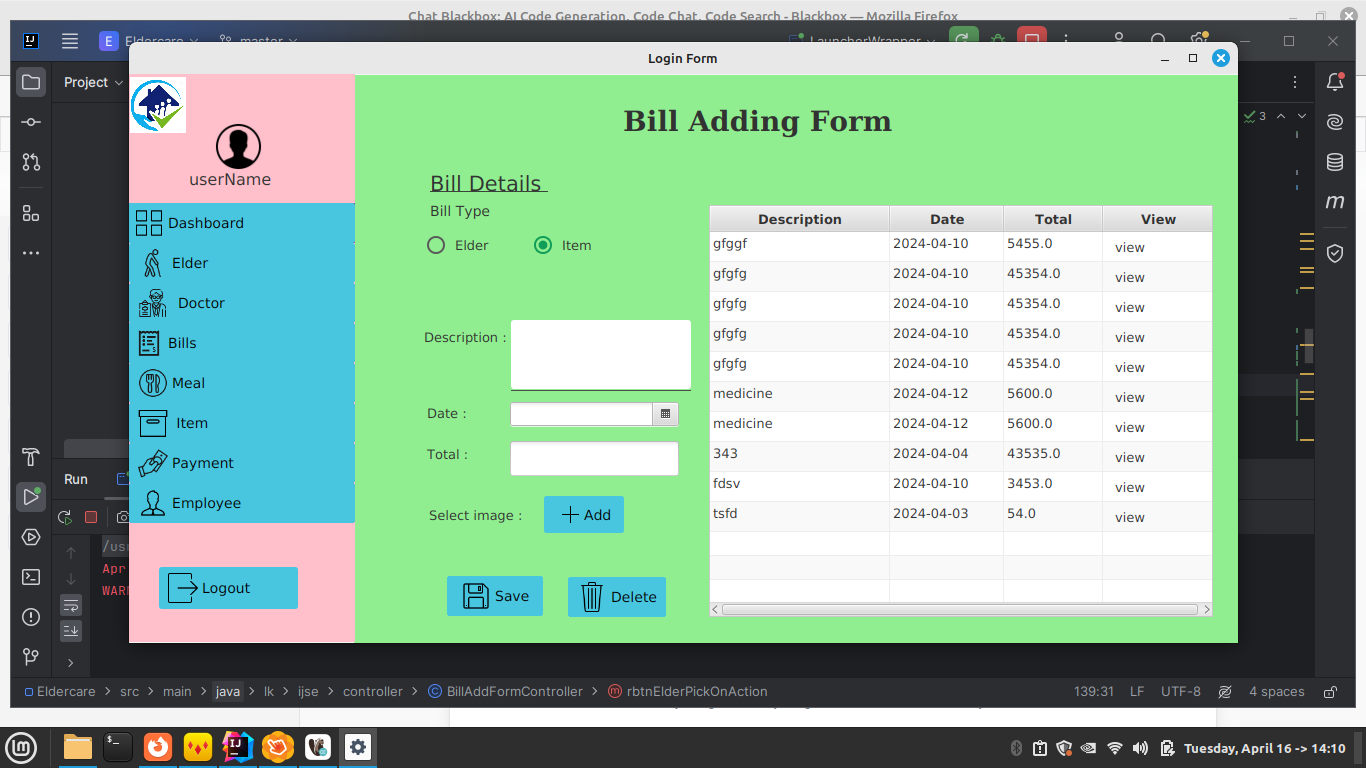 Chat Blackbox: AI Code Generation, Code Chat, Code Search - Blackbox — Mozilla Firefox
IJ E Eldercare master LauncherWrapper
Login Form
Project
3
Bill Adding Form
userName
Bill Details
Bill Type
Elder Item
Dashboard
Elder
Doctor
Bills
Meal
Item
Payment
Employee
Logout
Description :
Date :
Total :
Select image : Add
Save Delete
Description Date Total View
gfggf 2024-04-10 5455.0 view
gfgfg 2024-04-10 45354.0 view
gfgfg 2024-04-10 45354.0 view
gfgfg 2024-04-10 45354.0 view
gfgfg 2024-04-10 45354.0 view
medicine 2024-04-12 5600.0 view
medicine 2024-04-12 5600.0 view
343 2024-04-04 43535.0 view
fdsv 2024-04-10 3453.0 view
tsfd 2024-04-03 54.0 view
m
Run
/us
Apr
WAR
Eldercare > src > main > java > lk > ijse > controller > BillAddFormController > rbtnElderPickOnAction
139:31 LF UTF-8 4 spaces
Tuesday, April 16 -> 14:10